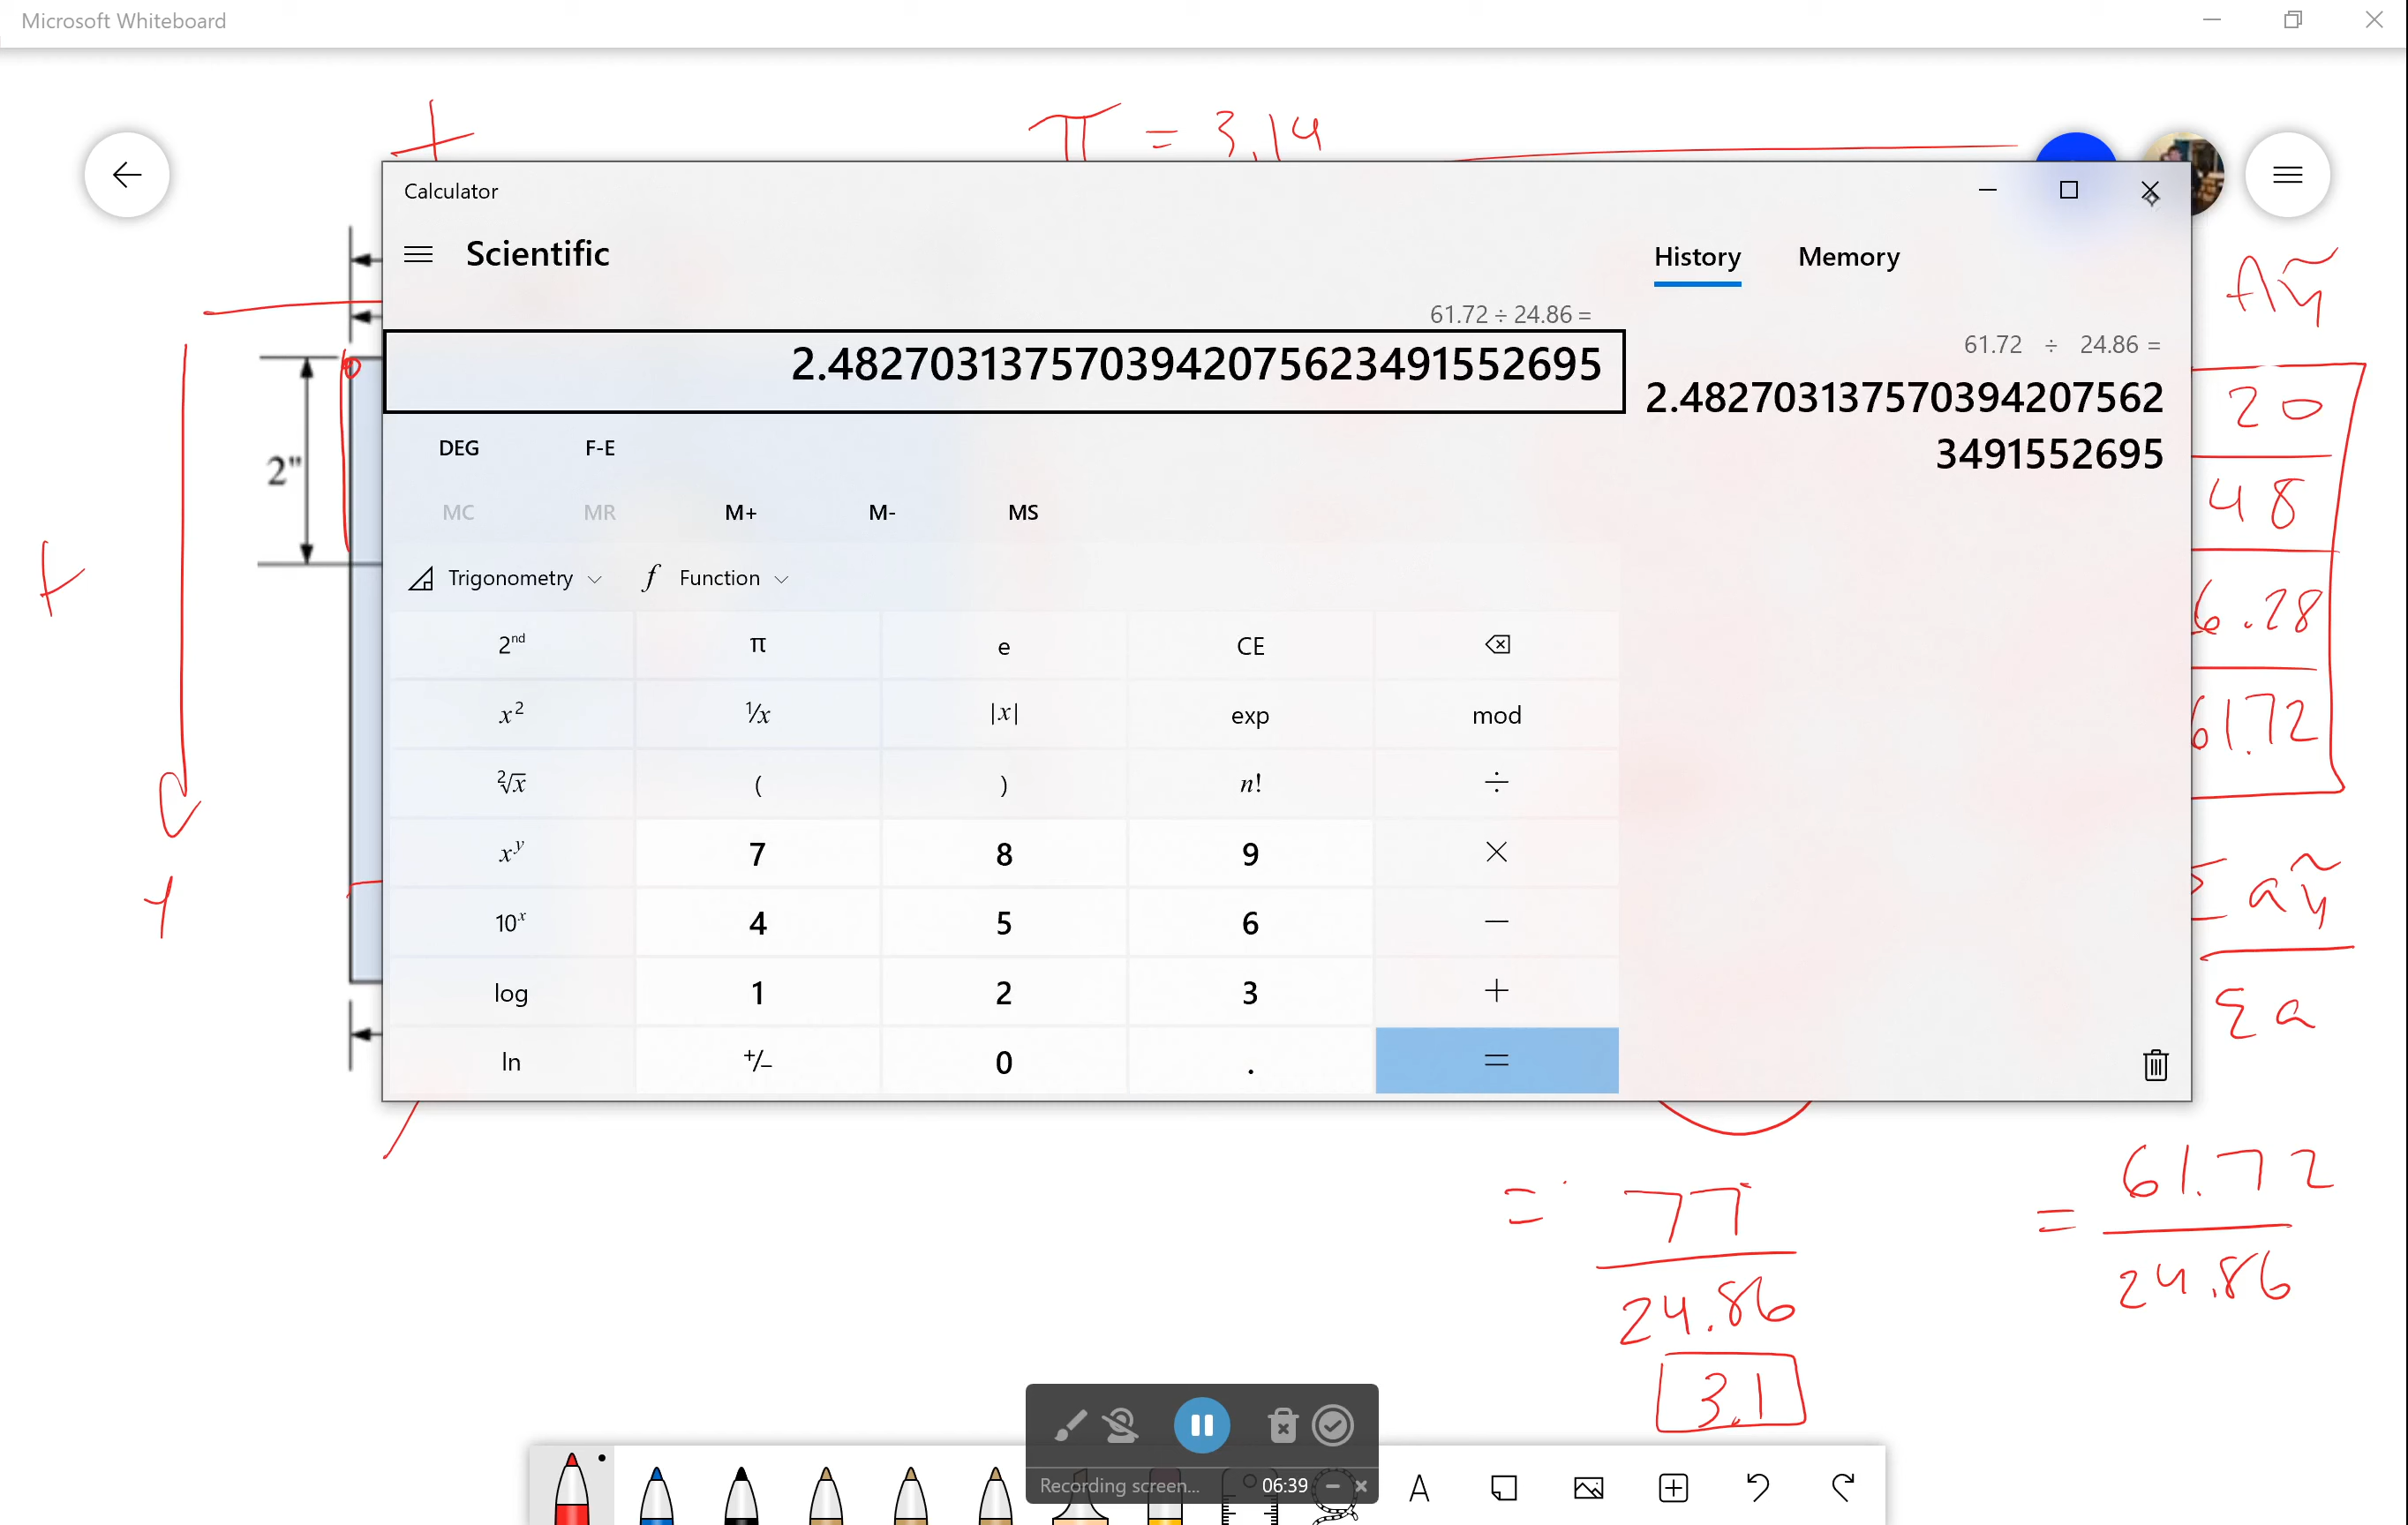 Microsoft Whiteboard
π = 3.14
Calculator
Scientific
History
Memory
61.72 ÷ 24.86 =
2.4827031375703942075623491552695
61.72 ÷ 24.86 =
2.482703137570394207562
3491552695
DEG
F-E
MC
MR
M+
M-
MS
Trigonometry
f Function
2nd
π
e
CE
x2
1/x
|x|
exp
mod
2√x
(
)
n!
÷
xy
7
8
9
×
10x
4
5
6
−
log
1
2
3
+
ln
+/−
0
.
=
2"
+
+
y
Aỹ
20
48
6.28
61.72
Σaỹ
Σa
= 77
24.86
3.1
= 61.72
24.86
Recording screen...
06:39
A